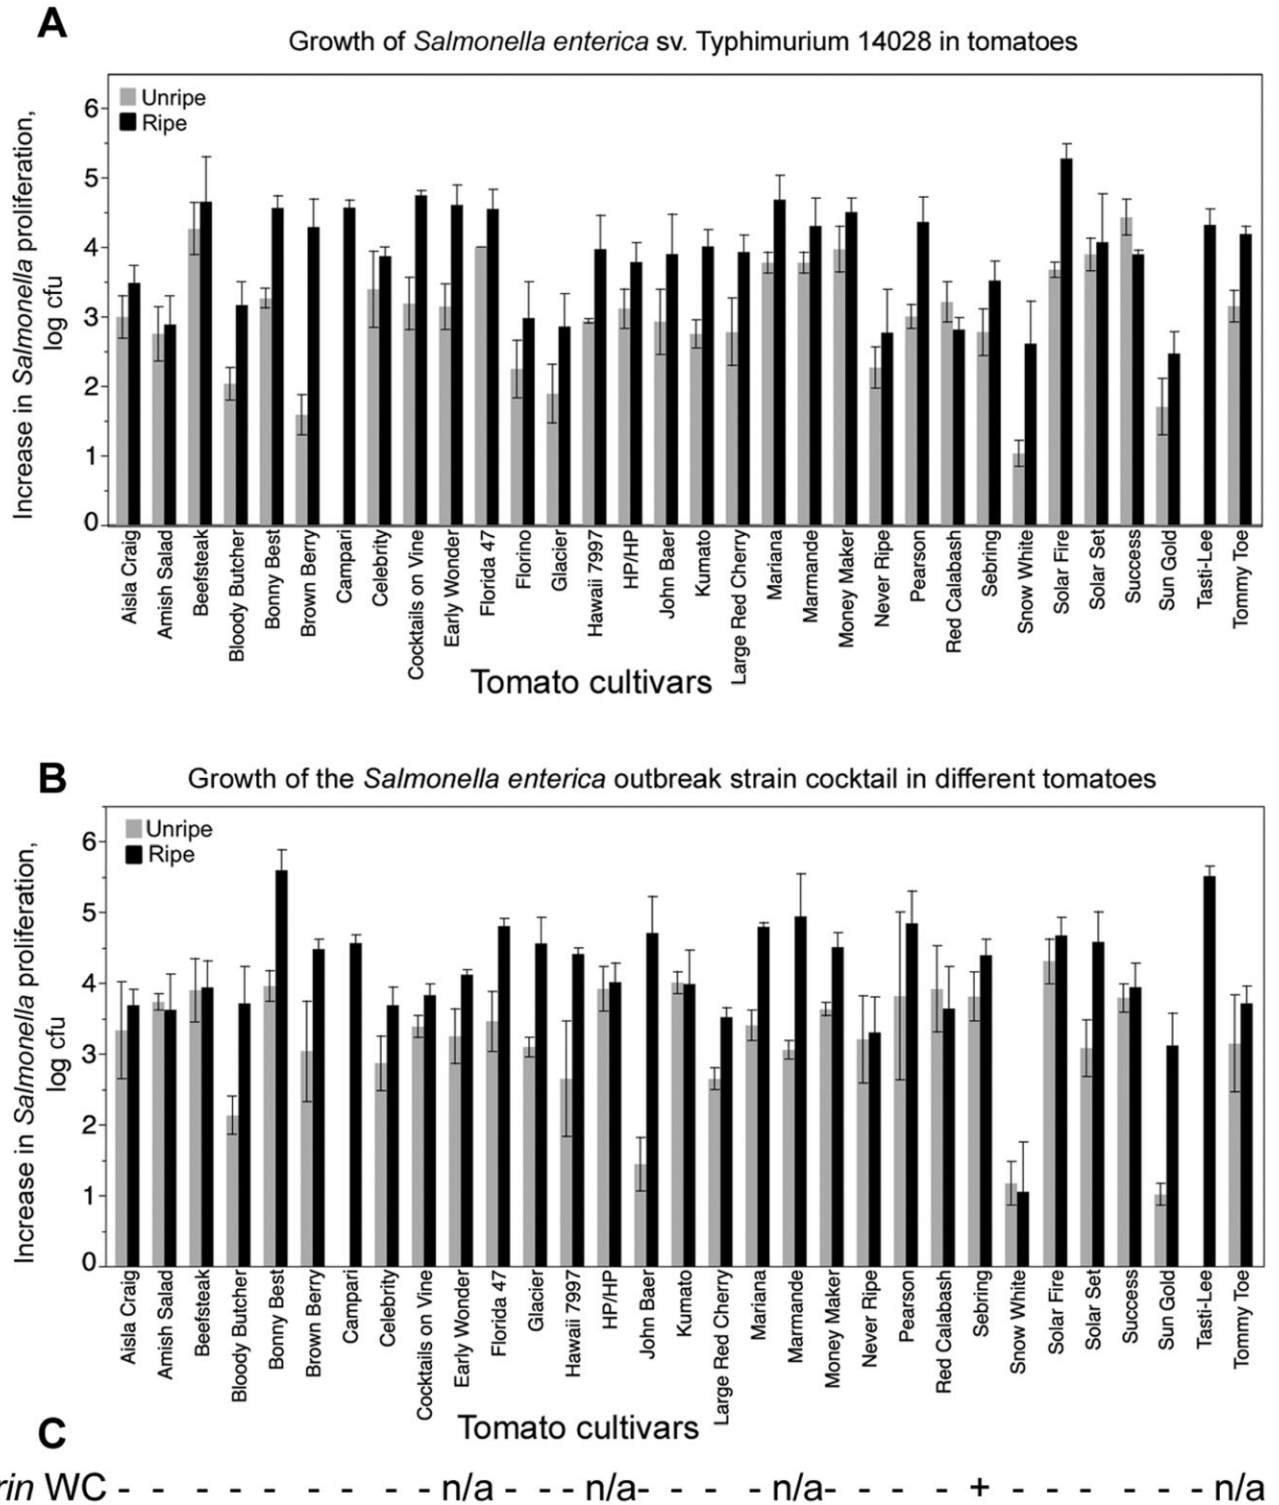 A
Growth of Salmonella enterica sv. Typhimurium 14028 in tomatoes
Increase in Salmonella proliferation,
log cfu
Unripe
Ripe
6
5
4
3
2
1
0
Aisla Craig
Amish Salad
Beefsteak
Bloody Butcher
Bonny Best
Brown Berry
Campari
Celebrity
Cocktails on Vine
Early Wonder
Florida 47
Florino
Glacier
Hawaii 7997
HP/HP
John Baer
Kumato
Large Red Cherry
Mariana
Marmande
Money Maker
Never Ripe
Pearson
Red Calabash
Sebring
Snow White
Solar Fire
Solar Set
Success
Sun Gold
Tasti-Lee
Tommy Toe
Tomato cultivars
B
Growth of the Salmonella enterica outbreak strain cocktail in different tomatoes
Increase in Salmonella proliferation,
log cfu
Unripe
Ripe
6
5
4
3
2
1
0
Aisla Craig
Amish Salad
Beefsteak
Bloody Butcher
Bonny Best
Brown Berry
Campari
Celebrity
Cocktails on Vine
Early Wonder
Florida 47
Glacier
Hawaii 7997
HP/HP
John Baer
Kumato
Large Red Cherry
Mariana
Marmande
Money Maker
Never Ripe
Pearson
Red Calabash
Sebring
Snow White
Solar Fire
Solar Set
Success
Sun Gold
Tasti-Lee
Tommy Toe
Tomato cultivars
C
WC - - - - - - - - - n/a - - - n/a - - - - n/a - - - - + - - - - - - n/a